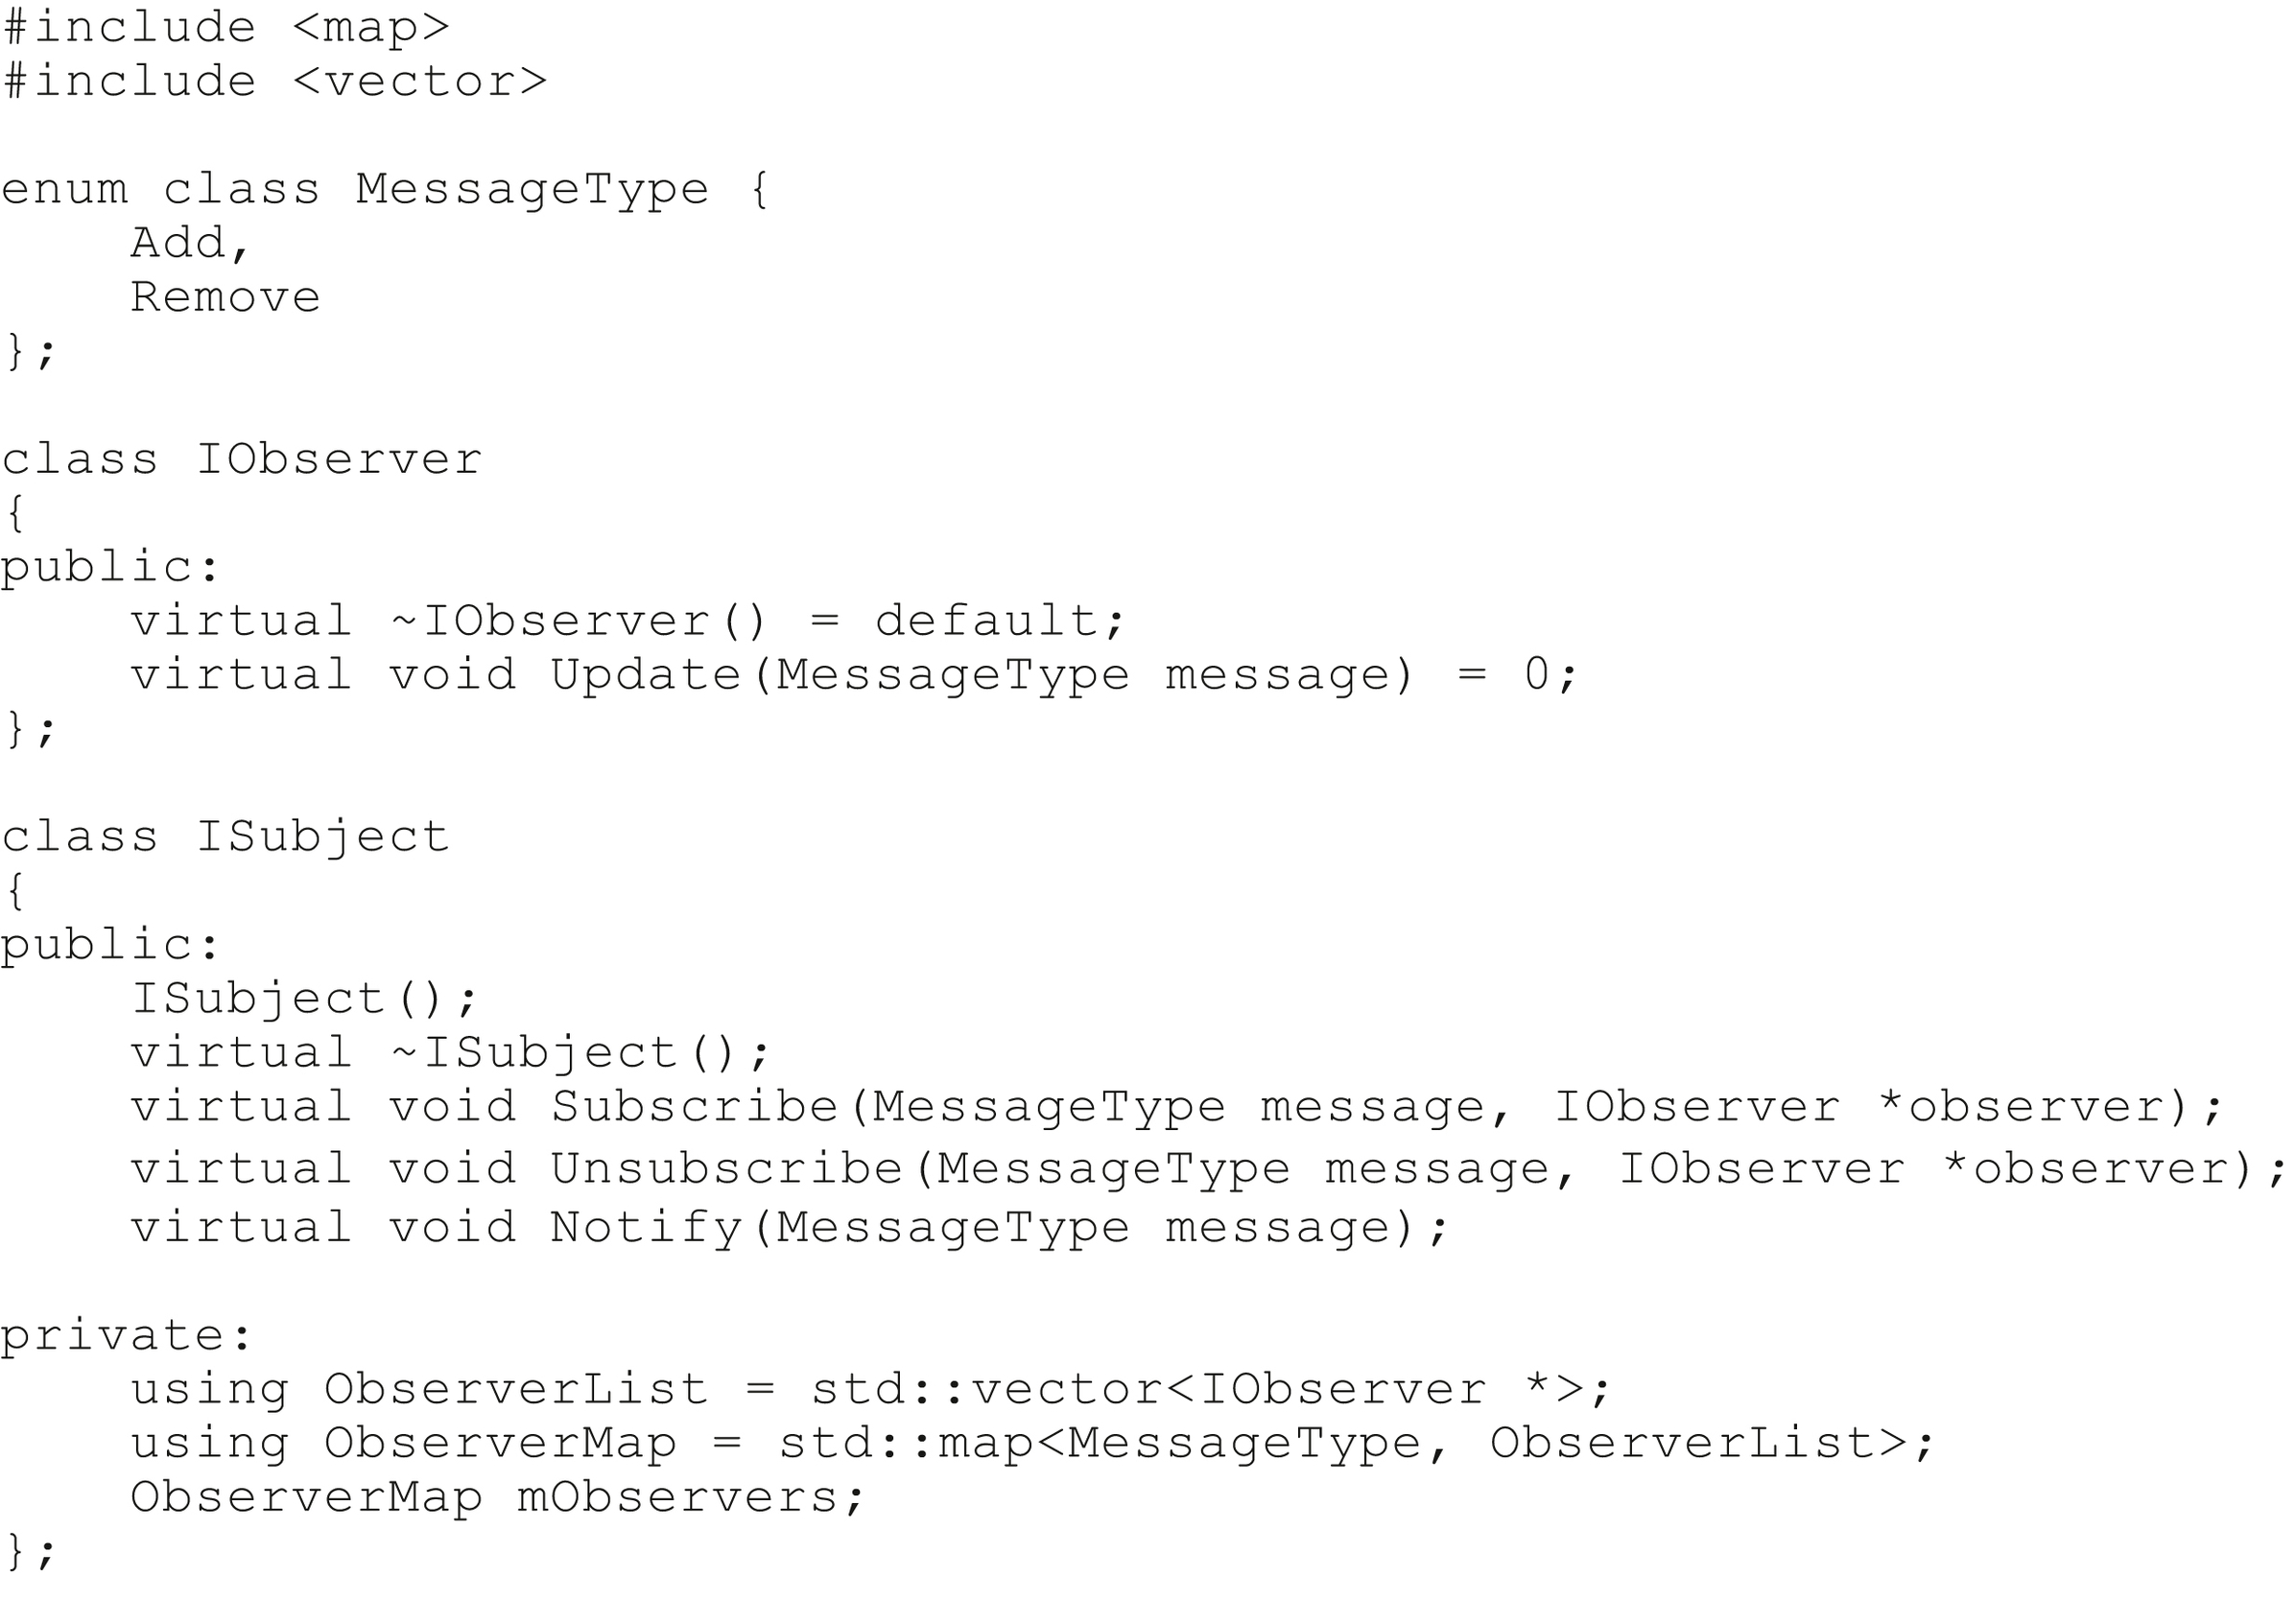 #include <map>
#include <vector>

enum class MessageType {
    Add,
    Remove
};

class IObserver
{
public:
    virtual ~IObserver() = default;
    virtual void Update(MessageType message) = 0;
};

class ISubject
{
public:
    ISubject();
    virtual ~ISubject();
    virtual void Subscribe(MessageType message, IObserver *observer);
    virtual void Unsubscribe(MessageType message, IObserver *observer);
    virtual void Notify(MessageType message);

private:
    using ObserverList = std::vector<IObserver *>;
    using ObserverMap = std::map<MessageType, ObserverList>;
    ObserverMap mObservers;
};